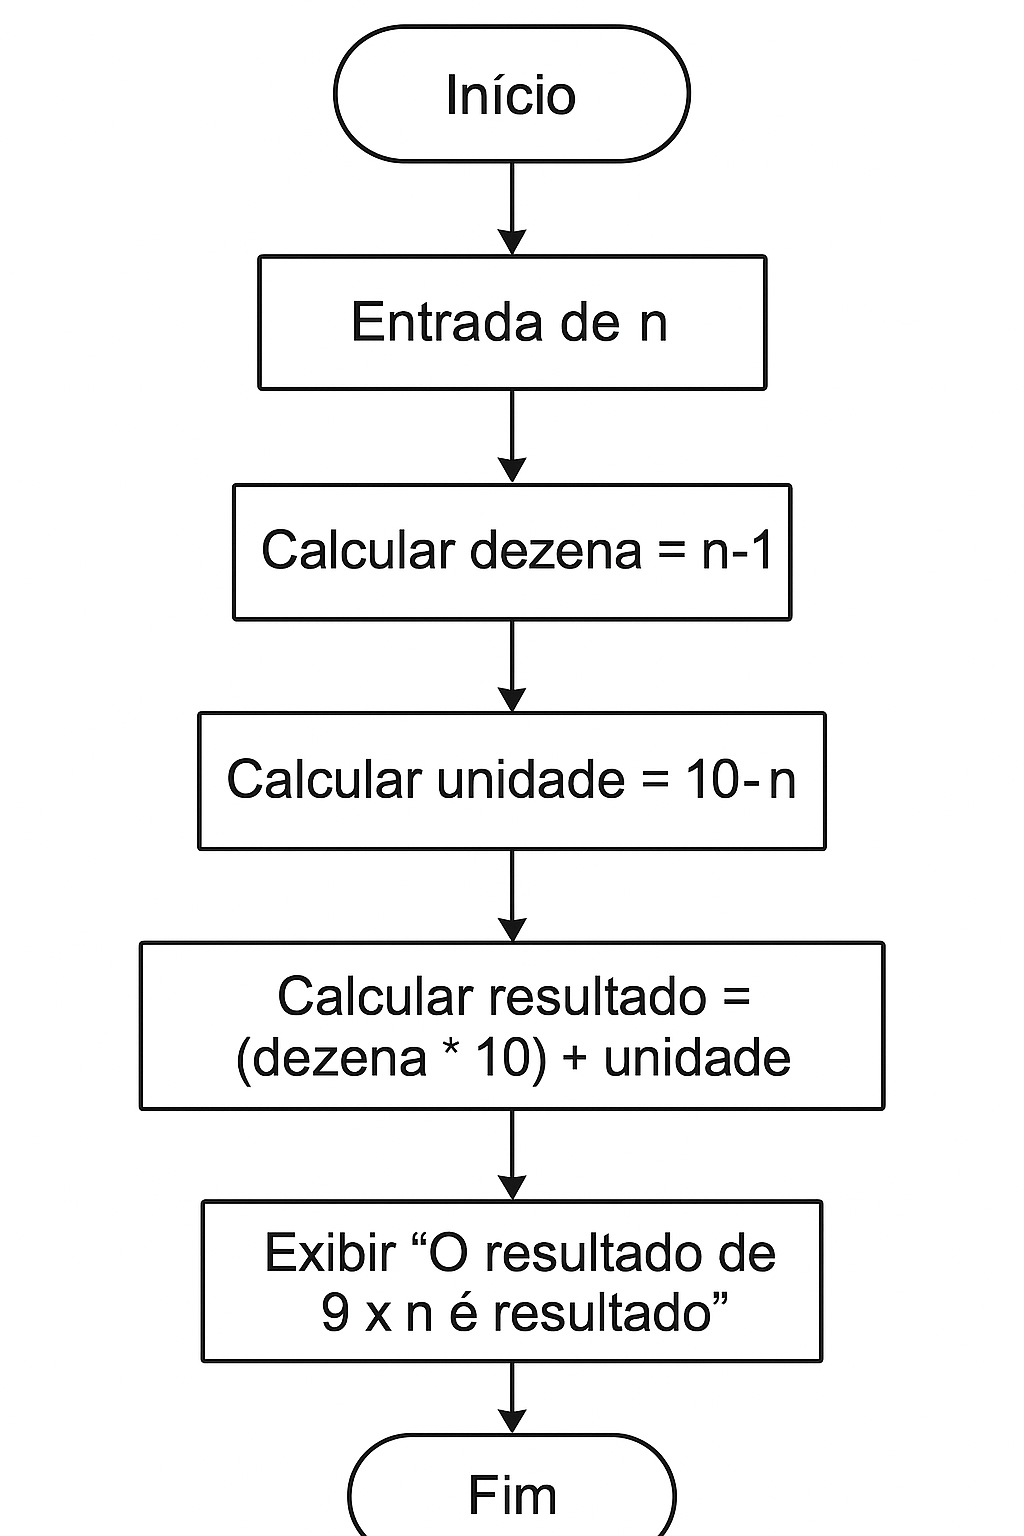 Início
Entrada de n
Calcular dezena = n-1
Calcular unidade = 10-n
Calcular resultado =
(dezena * 10) + unidade
Exibir “O resultado de
9 x n é resultado”
Fim